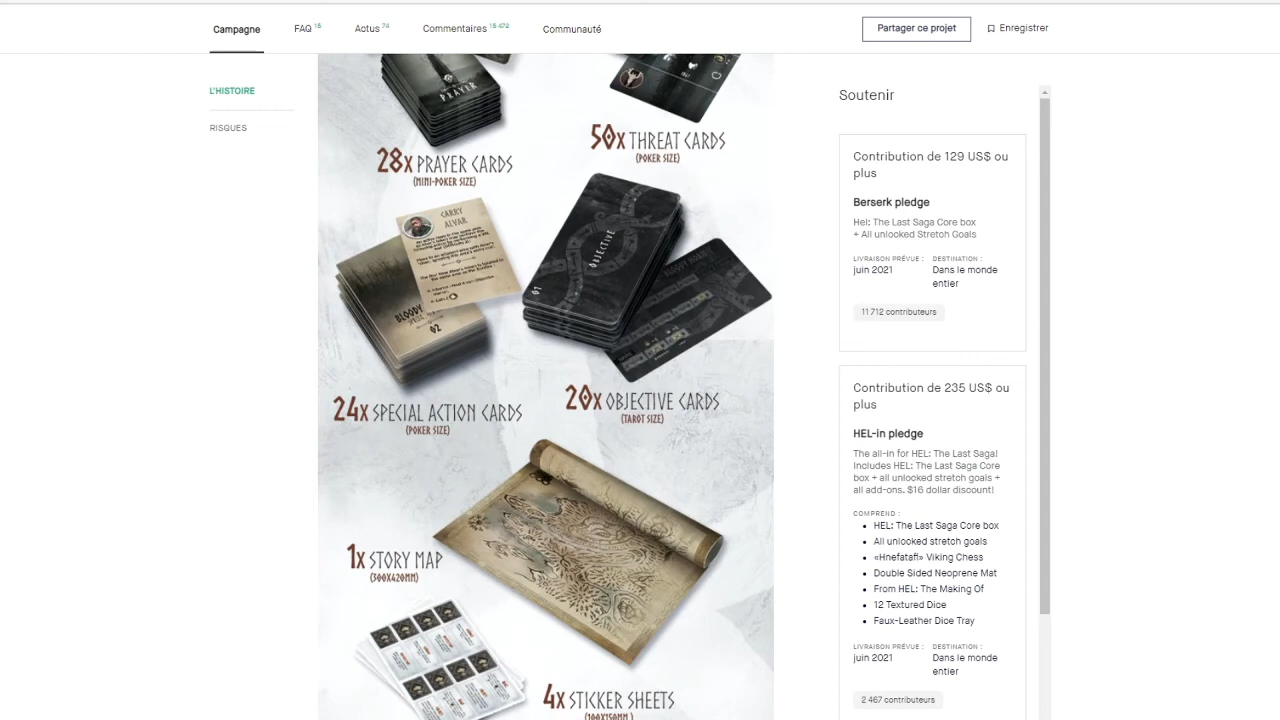 Campagne
FAQ 15
Actus 74
Commentaires 15 472
Communauté
Partager ce projet
Enregistrer
L'HISTOIRE
RISQUES
PRAYER
28x PRAYER CARDS
(MINI-POKER SIZE)
50x THREAT CARDS
(POKER SIZE)
CARRY
ALVAR
BLOODY
02
OBJECTIVE
01
24x SPECIAL ACTION CARDS
(POKER SIZE)
20x OBJECTIVE CARDS
(TAROT SIZE)
1x STORY MAP
(300X420MM)
4x STICKER SHEETS
(100X150MM)
Soutenir
Contribution de 129 US$ ou
plus
Berserk pledge
Hel: The Last Saga Core box
+ All unlocked Stretch Goals
LIVRAISON PRÉVUE :
juin 2021
DESTINATION :
Dans le monde
entier
11 712 contributeurs
Contribution de 235 US$ ou
plus
HEL-in pledge
The all-in for HEL: The Last Saga!
Includes HEL: The Last Saga Core
box + all unlocked stretch goals +
all add-ons. $16 dollar discount!
COMPREND :
HEL: The Last Saga Core box
All unlocked stretch goals
«Hnefatafl» Viking Chess
Double Sided Neoprene Mat
From HEL: The Making Of
12 Textured Dice
Faux-Leather Dice Tray
LIVRAISON PRÉVUE :
juin 2021
DESTINATION :
Dans le monde
entier
2 467 contributeurs